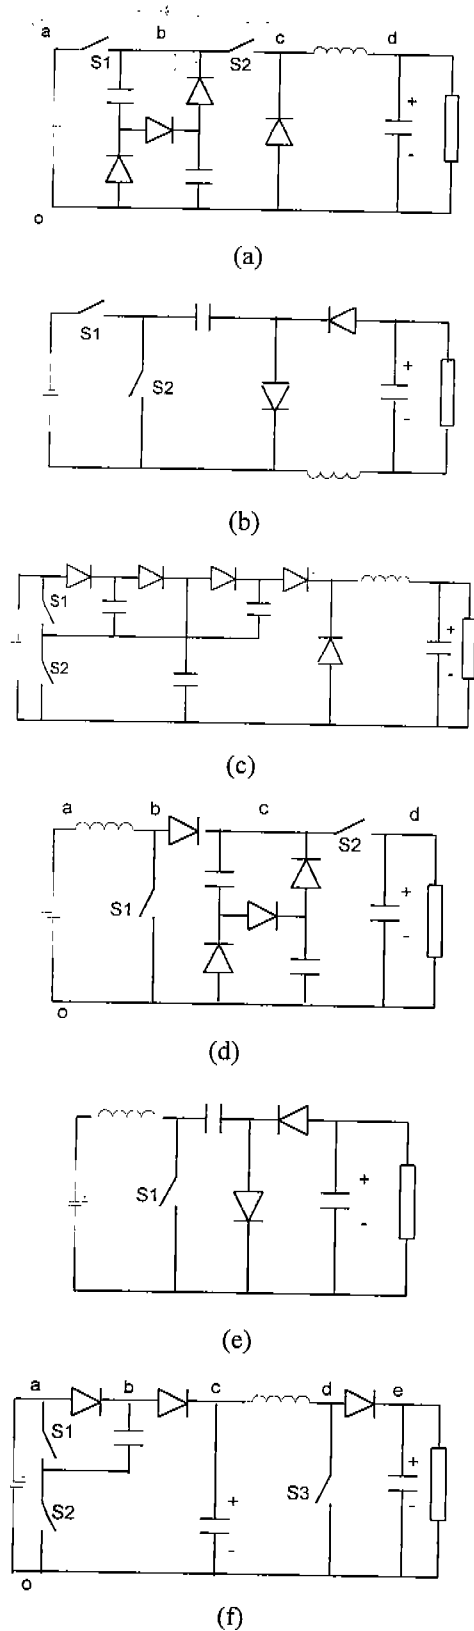 a b c d
S1 S2
+
-
o
(a)
S1
S2
+
-
(b)
S1
S2
+
-
(c)
a b c d
S2
S1
+
-
o
(d)
S1
+
-
(e)
a b c d e
S1
S2
S3
+
-
+
-
o
(f)